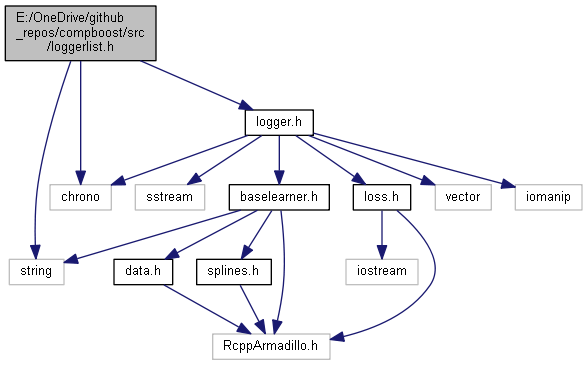 E:/OneDrive/github
_repos/compboost/src
/loggerlist.h
logger.h
chrono
sstream
baselearner.h
loss.h
vector
iomanip
string
data.h
splines.h
iostream
RcppArmadillo.h